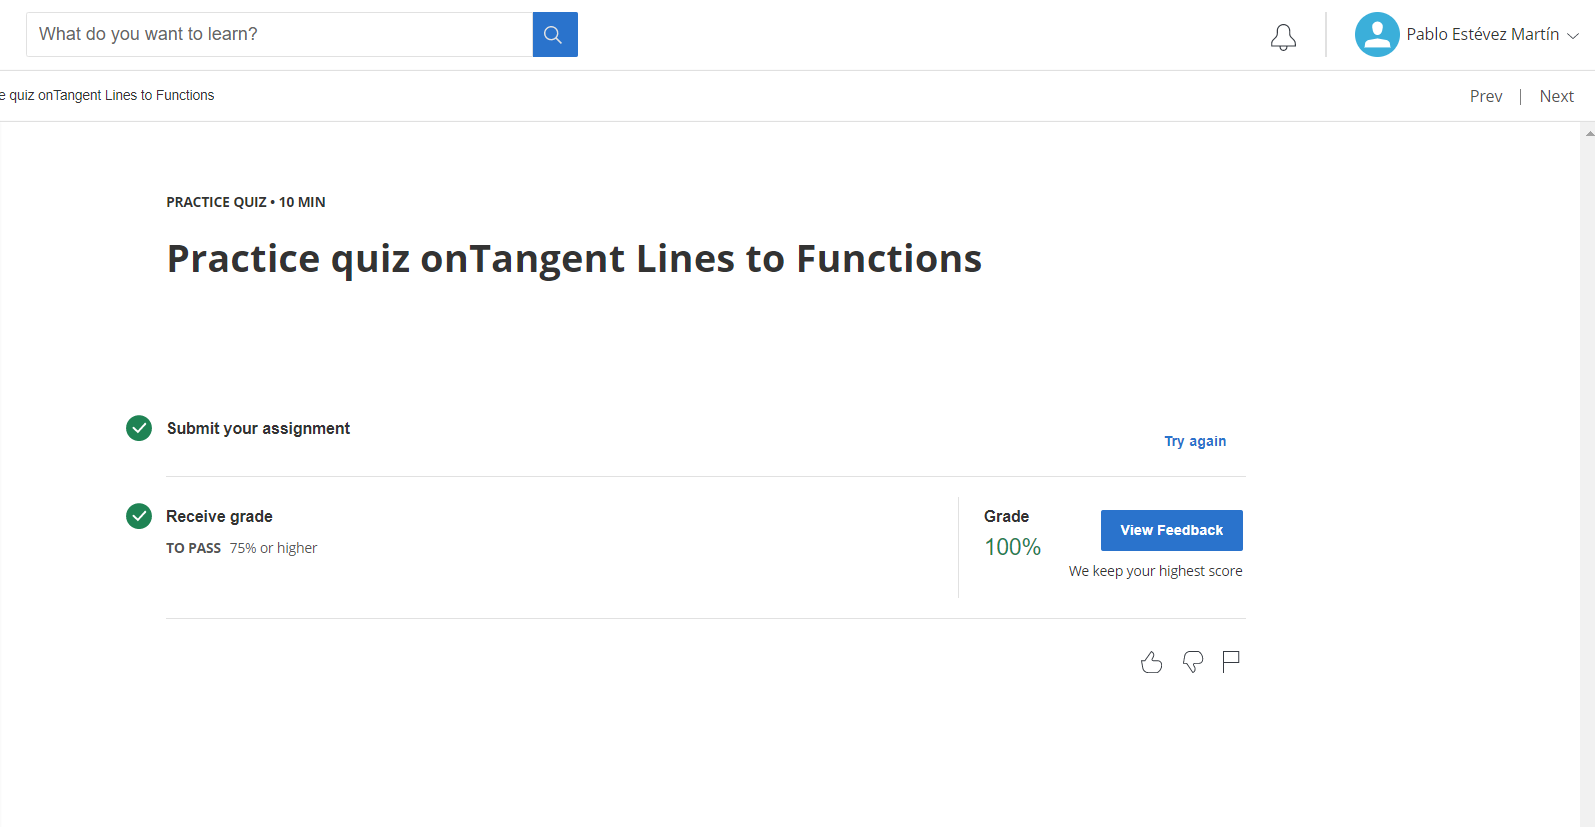 What do you want to learn?
Pablo Estévez Martín
e quiz onTangent Lines to Functions
Prev | Next
PRACTICE QUIZ • 10 MIN
Practice quiz onTangent Lines to Functions
Submit your assignment
Try again
Receive grade
TO PASS 75% or higher
Grade
100%
View Feedback
We keep your highest score